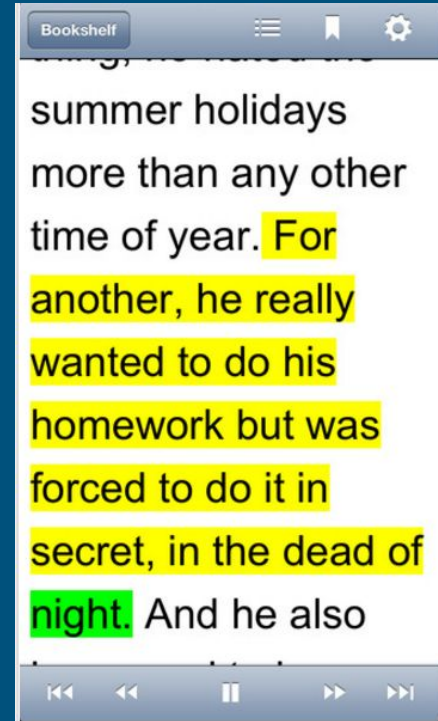 Bookshelf
summer holidays
more than any other
time of year. For
another, he really
wanted to do his
homework but was
forced to do it in
secret, in the dead of
night. And he also